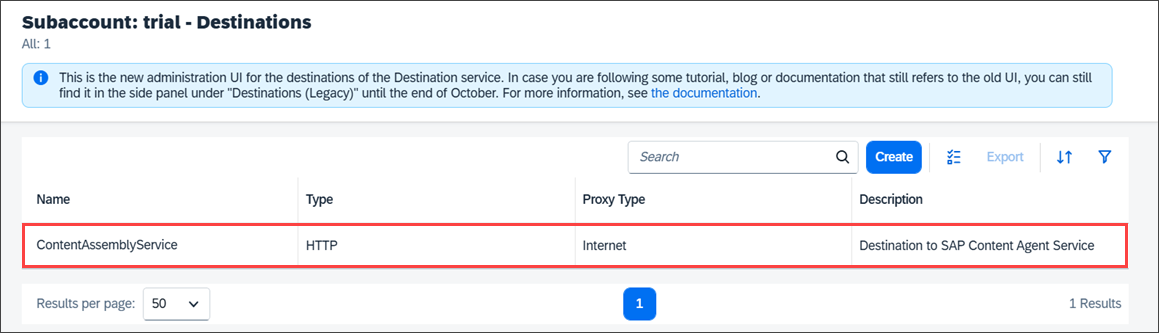 Subaccount: trial - Destinations
All: 1
This is the new administration UI for the destinations of the Destination service. In case you are following some tutorial, blog or documentation that still refers to the old UI, you can still
find it in the side panel under "Destinations (Legacy)" until the end of October. For more information, see the documentation.
Search Create Export
Name Type Proxy Type Description
ContentAssemblyService HTTP Internet Destination to SAP Content Agent Service
Results per page: 50 1 1 Results